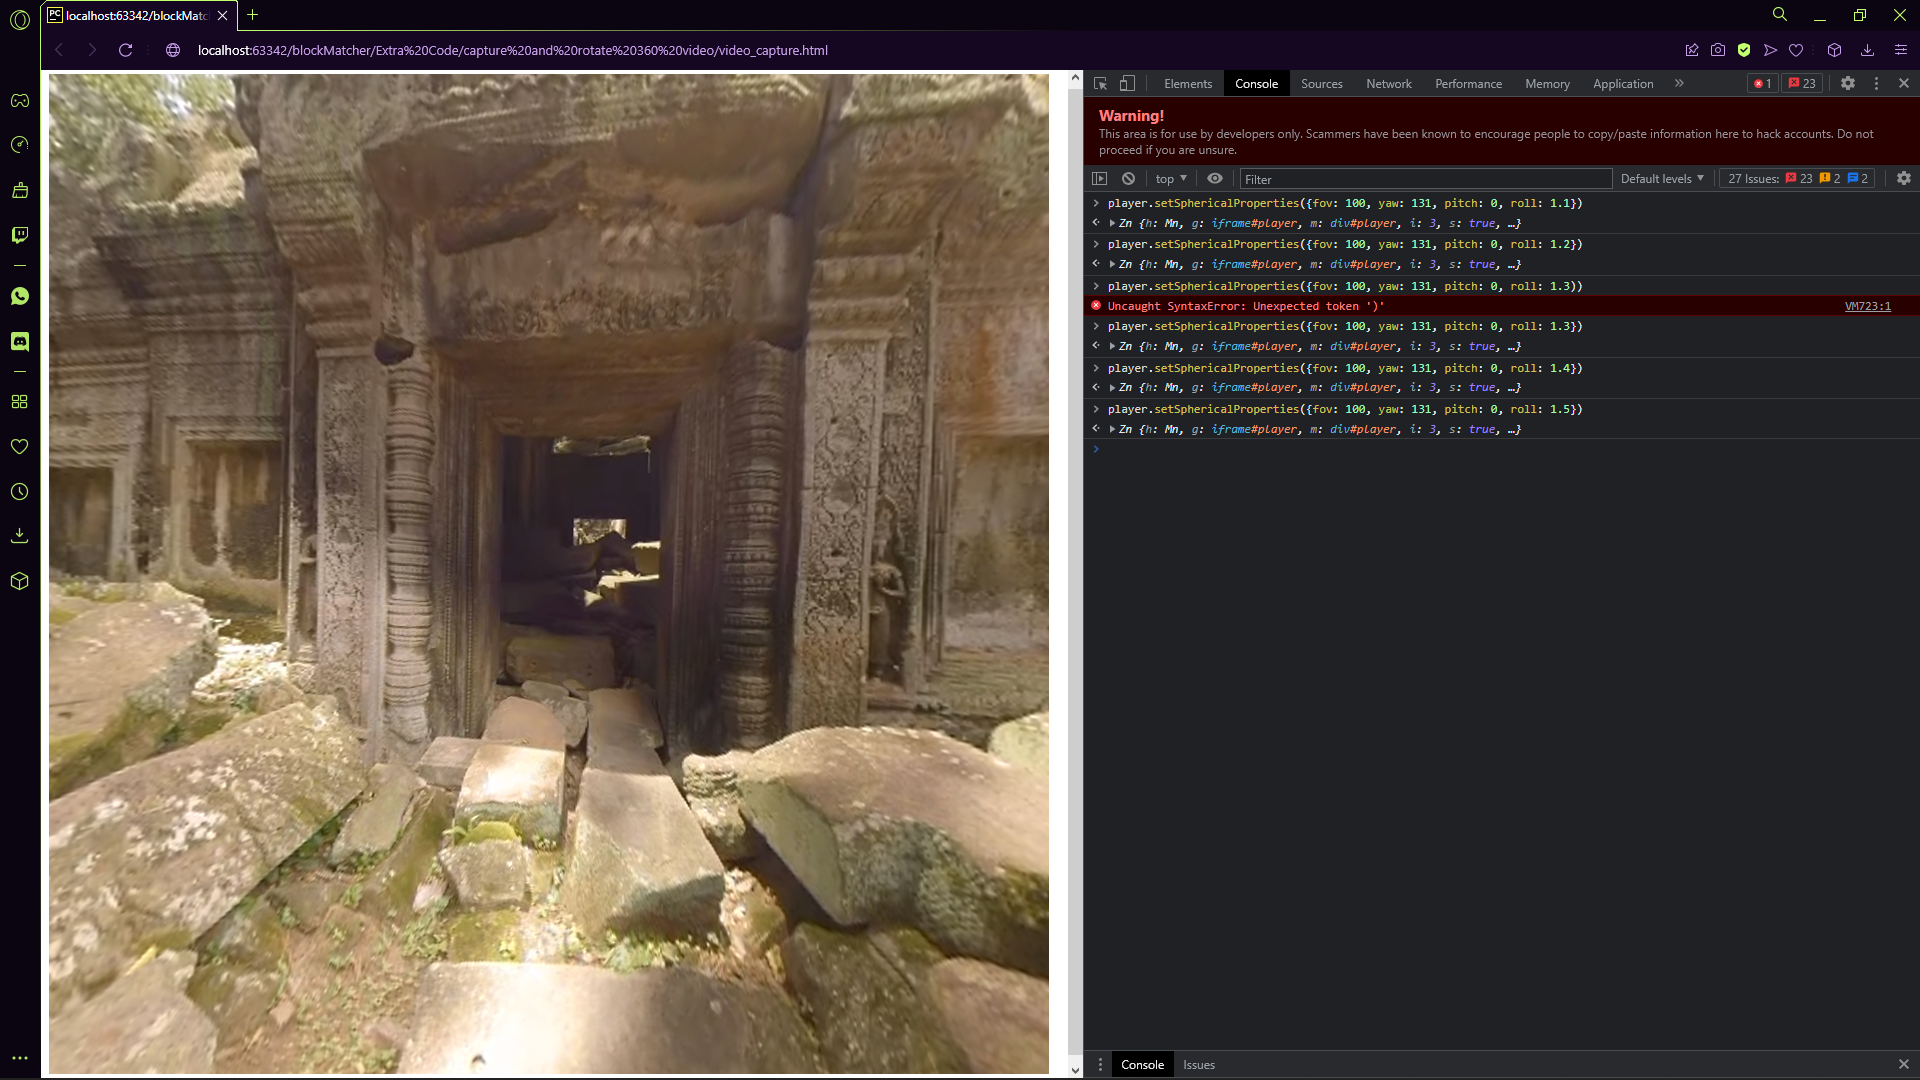 PC localhost:63342/blockMatc
localhost:63342/blockMatcher/Extra%20Code/capture%20and%20rotate%20360%20video/video_capture.html
Elements Console Sources Network Performance Memory Application » 1 23
Warning!
This area is for use by developers only. Scammers have been known to encourage people to copy/paste information here to hack accounts. Do not
proceed if you are unsure.
top Filter Default levels 27 Issues: 23 2 2
player.setSphericalProperties({fov: 100, yaw: 131, pitch: 0, roll: 1.1})
Zn {h: Mn, g: iframe#player, m: div#player, i: 3, s: true, …}
player.setSphericalProperties({fov: 100, yaw: 131, pitch: 0, roll: 1.2})
Zn {h: Mn, g: iframe#player, m: div#player, i: 3, s: true, …}
player.setSphericalProperties({fov: 100, yaw: 131, pitch: 0, roll: 1.3))
Uncaught SyntaxError: Unexpected token ')' VM723:1
player.setSphericalProperties({fov: 100, yaw: 131, pitch: 0, roll: 1.3})
Zn {h: Mn, g: iframe#player, m: div#player, i: 3, s: true, …}
player.setSphericalProperties({fov: 100, yaw: 131, pitch: 0, roll: 1.4})
Zn {h: Mn, g: iframe#player, m: div#player, i: 3, s: true, …}
player.setSphericalProperties({fov: 100, yaw: 131, pitch: 0, roll: 1.5})
Zn {h: Mn, g: iframe#player, m: div#player, i: 3, s: true, …}
Console Issues